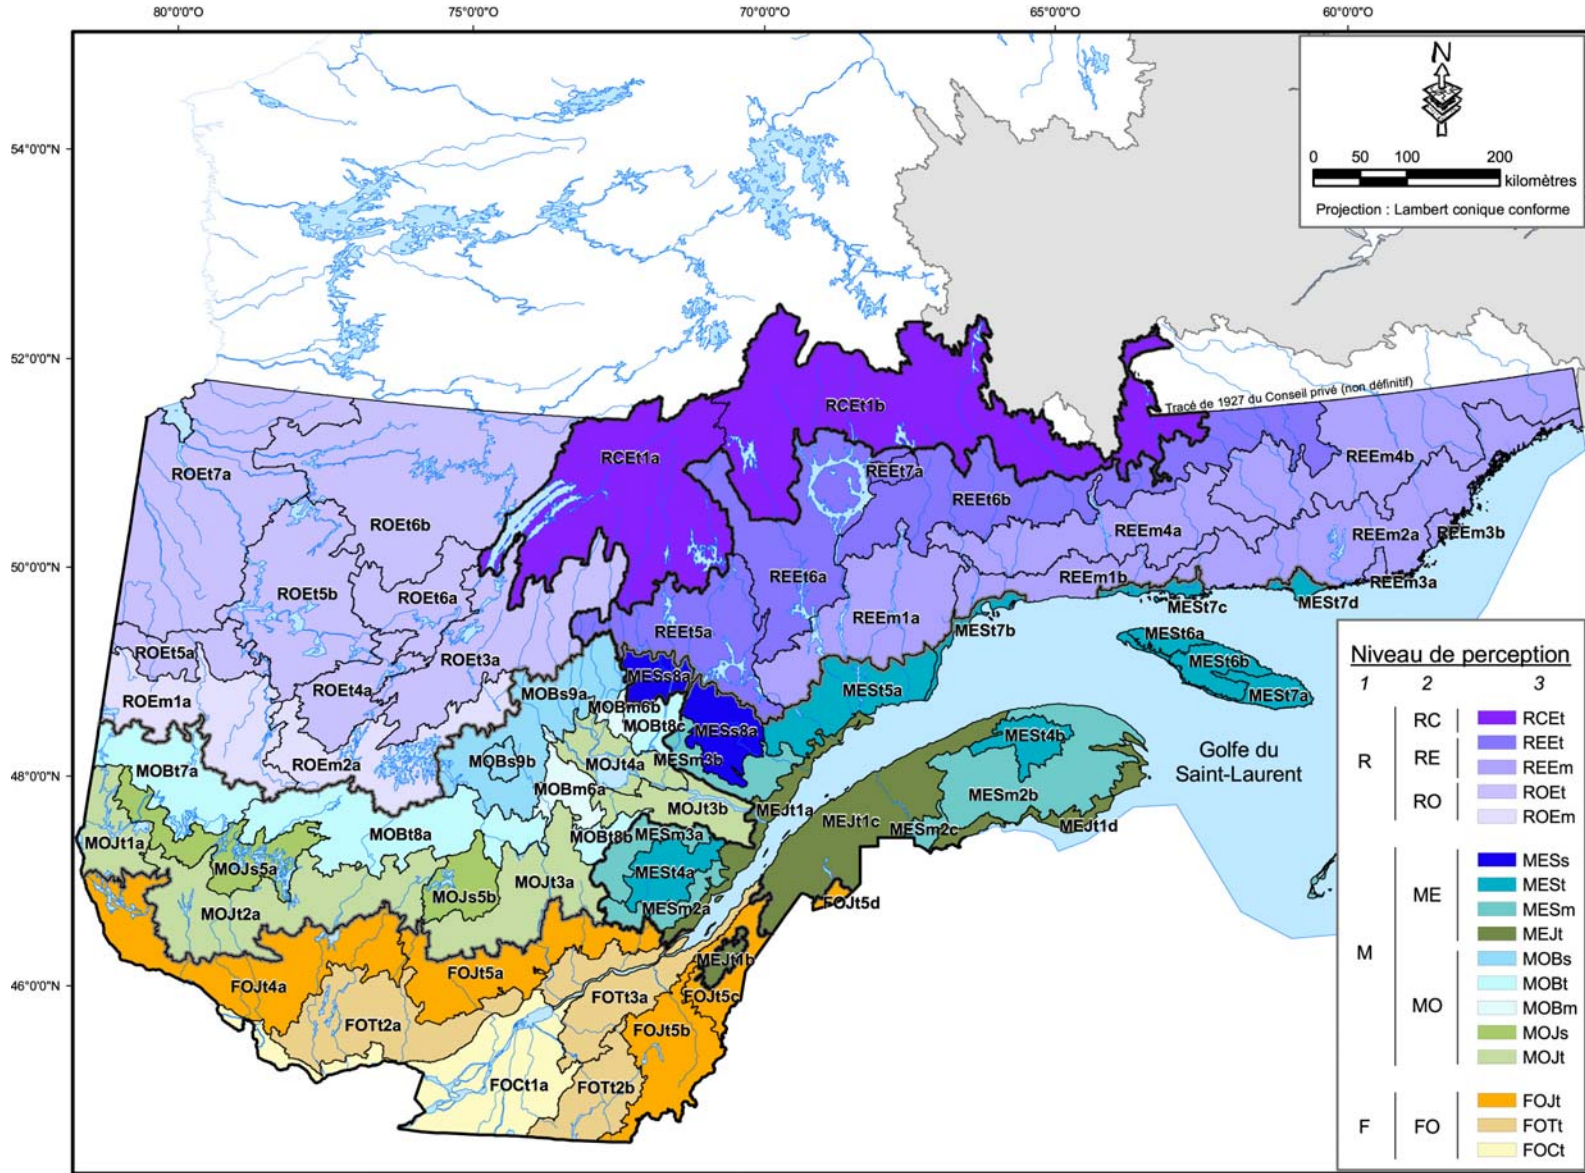 80°0'0"O
75°0'0"O
70°0'0"O
65°0'0"O
60°0'0"O
54°0'0"N
52°0'0"N
50°0'0"N
48°0'0"N
46°0'0"N
N
0 50 100 200
kilomètres
Projection : Lambert conique conforme
Tracé de 1927 du Conseil privé (non définitif)
RCEt1b
RCEt1a
REEt7a
REEm4b
ROEt7a
REEt6b
ROEt6b
REEm4a
REEm2a
REEm3b
REEt6a
REEm1b
REEm3a
ROEt5b
ROEt6a
MESt7c
MESt7d
REEt5a
REEm1a
MESt7b
MESt6a
ROEt5a
ROEt3a
MESt6b
MESs8a
MESt5a
MESt7a
ROEm1a
ROEt4a
MOBs9a
MOBm6b
MOBt8c
MESs8a
MESt4b
MOBt7a
ROEm2a
MOBs9b
MOJt4a
MESm3b
Golfe du
Saint-Laurent
MOBm6a
MOJt3b
MEJt1a
MESm2b
MOJt1a
MOBt8a
MOBt8b
MESm3a
MEJt1c
MESm2c
MEJt1d
MOJs5a
MOJs5b
MOJt3a
MESt4a
MOJt2a
MESm2a
FOJt5d
FOJt4a
FOJt5a
MEJt1b
FOTt3a
FOJt5c
FOTt2a
FOJt5b
FOCt1a
FOTt2b
Niveau de perception
1 2 3
RC RCEt
R RE REEt
REEm
RO ROEt
ROEm
MESs
ME MESt
MESm
MEJt
M MOBs
MOBt
MO MOBm
MOJs
MOJt
FOJt
F FO FOTt
FOCt